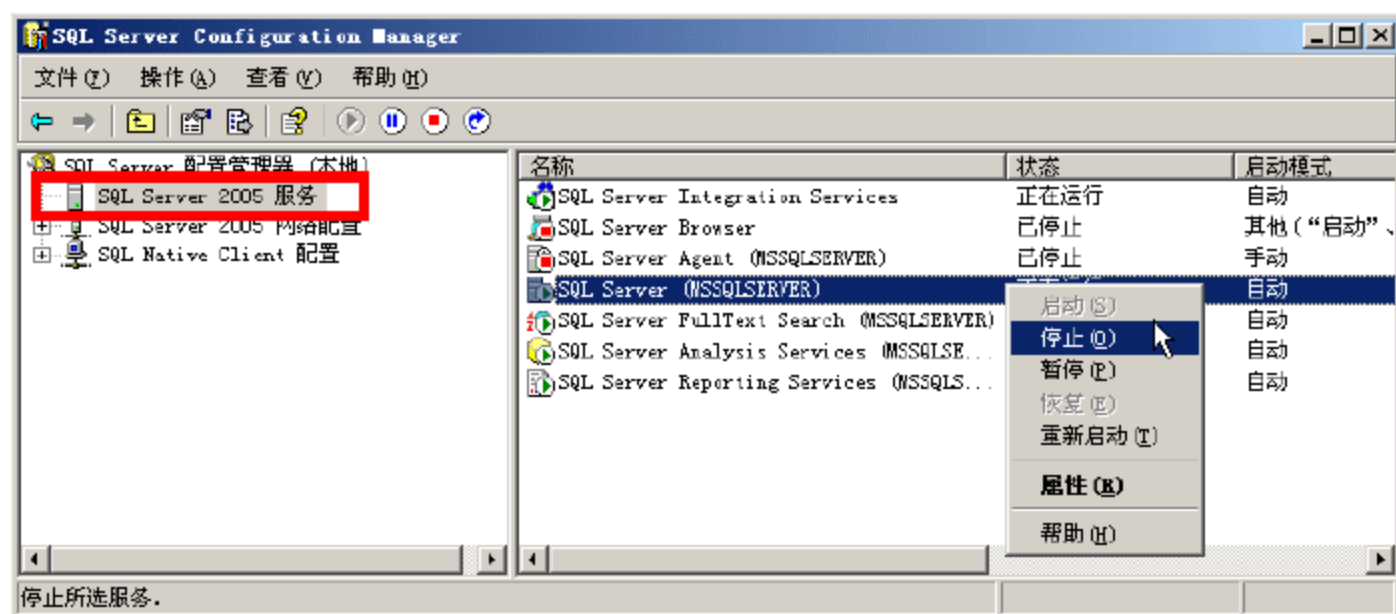 SQL Server Configuration Manager
文件(F) 操作(A) 查看(V) 帮助(H)
SQL Server 配置管理器 (本地)
SQL Server 2005 服务
SQL Server 2005 网络配置
SQL Native Client 配置
名称 状态 启动模式
SQL Server Integration Services 正在运行 自动
SQL Server Browser 已停止 其他(“启动”、
SQL Server Agent (MSSQLSERVER) 已停止 手动
SQL Server (MSSQLSERVER) 自动
SQL Server FullText Search (MSSQLSERVER) 自动
SQL Server Analysis Services (MSSQLSE... 自动
SQL Server Reporting Services (MSSQLS... 自动
启动(S)
停止(O)
暂停(P)
恢复(E)
重新启动(T)
属性(R)
帮助(H)
停止所选服务.